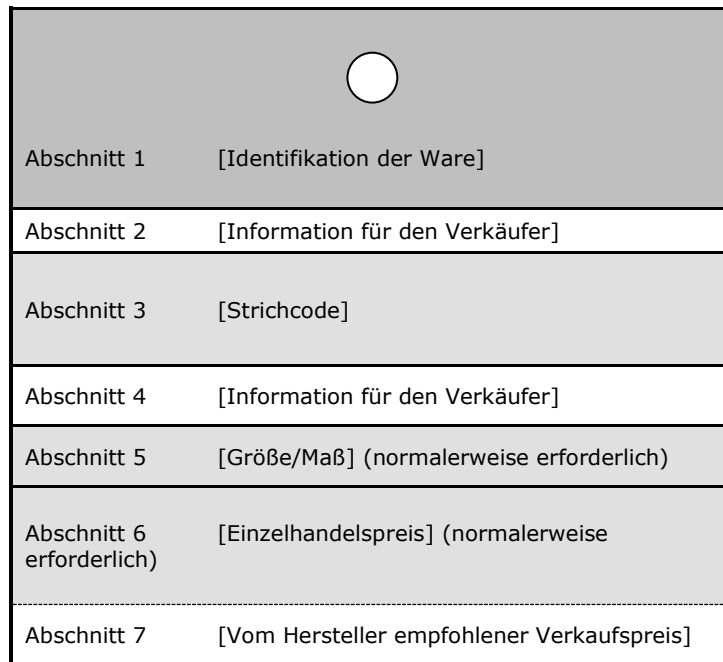 Abschnitt 1 [Identifikation der Ware]
Abschnitt 2 [Information für den Verkäufer]
Abschnitt 3 [Strichcode]
Abschnitt 4 [Information für den Verkäufer]
Abschnitt 5 [Größe/Maß] (normalerweise erforderlich)
Abschnitt 6 [Einzelhandelspreis] (normalerweise
erforderlich)
Abschnitt 7 [Vom Hersteller empfohlener Verkaufspreis]